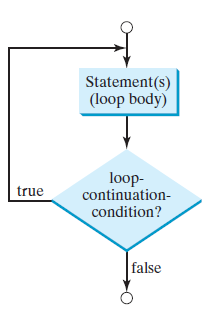 Statement(s)
(loop body)
loop-
true
continuation-
condition?
false